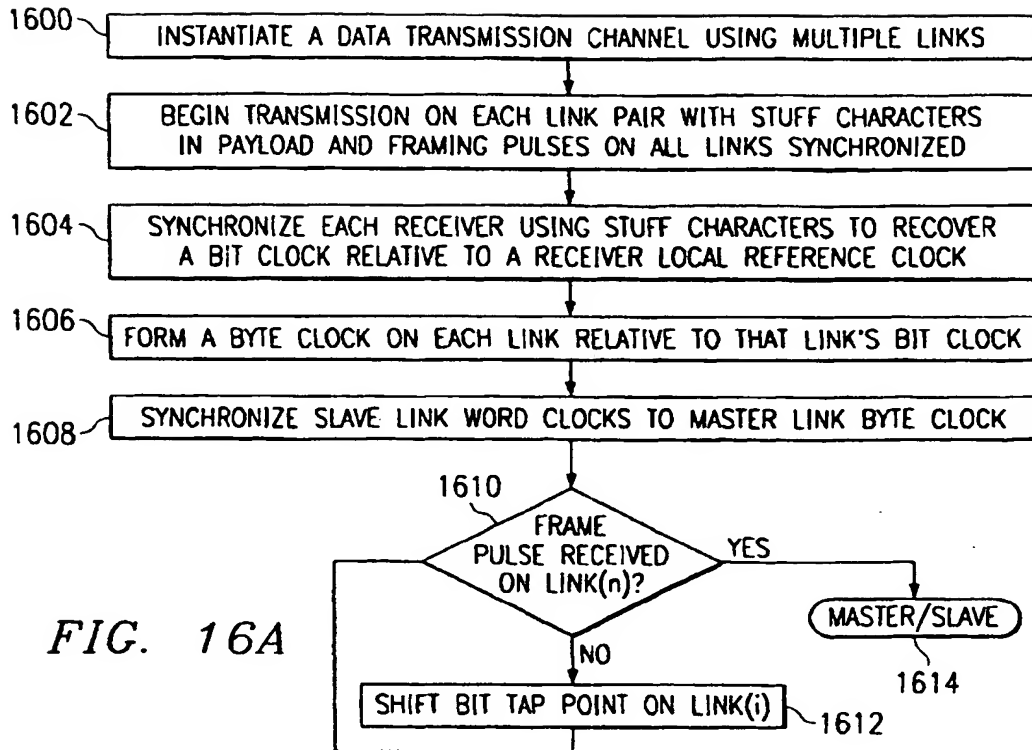 1600
INSTANTIATE A DATA TRANSMISSION CHANNEL USING MULTIPLE LINKS
1602
BEGIN TRANSMISSION ON EACH LINK PAIR WITH STUFF CHARACTERS
IN PAYLOAD AND FRAMING PULSES ON ALL LINKS SYNCHRONIZED
1604
SYNCHRONIZE EACH RECEIVER USING STUFF CHARACTERS TO RECOVER
A BIT CLOCK RELATIVE TO A RECEIVER LOCAL REFERENCE CLOCK
1606
FORM A BYTE CLOCK ON EACH LINK RELATIVE TO THAT LINK'S BIT CLOCK
1608
SYNCHRONIZE SLAVE LINK WORD CLOCKS TO MASTER LINK BYTE CLOCK
1610
FRAME
PULSE RECEIVED
ON LINK(n)?
YES
MASTER/SLAVE
1614
NO
SHIFT BIT TAP POINT ON LINK(i)
1612
FIG. 16A